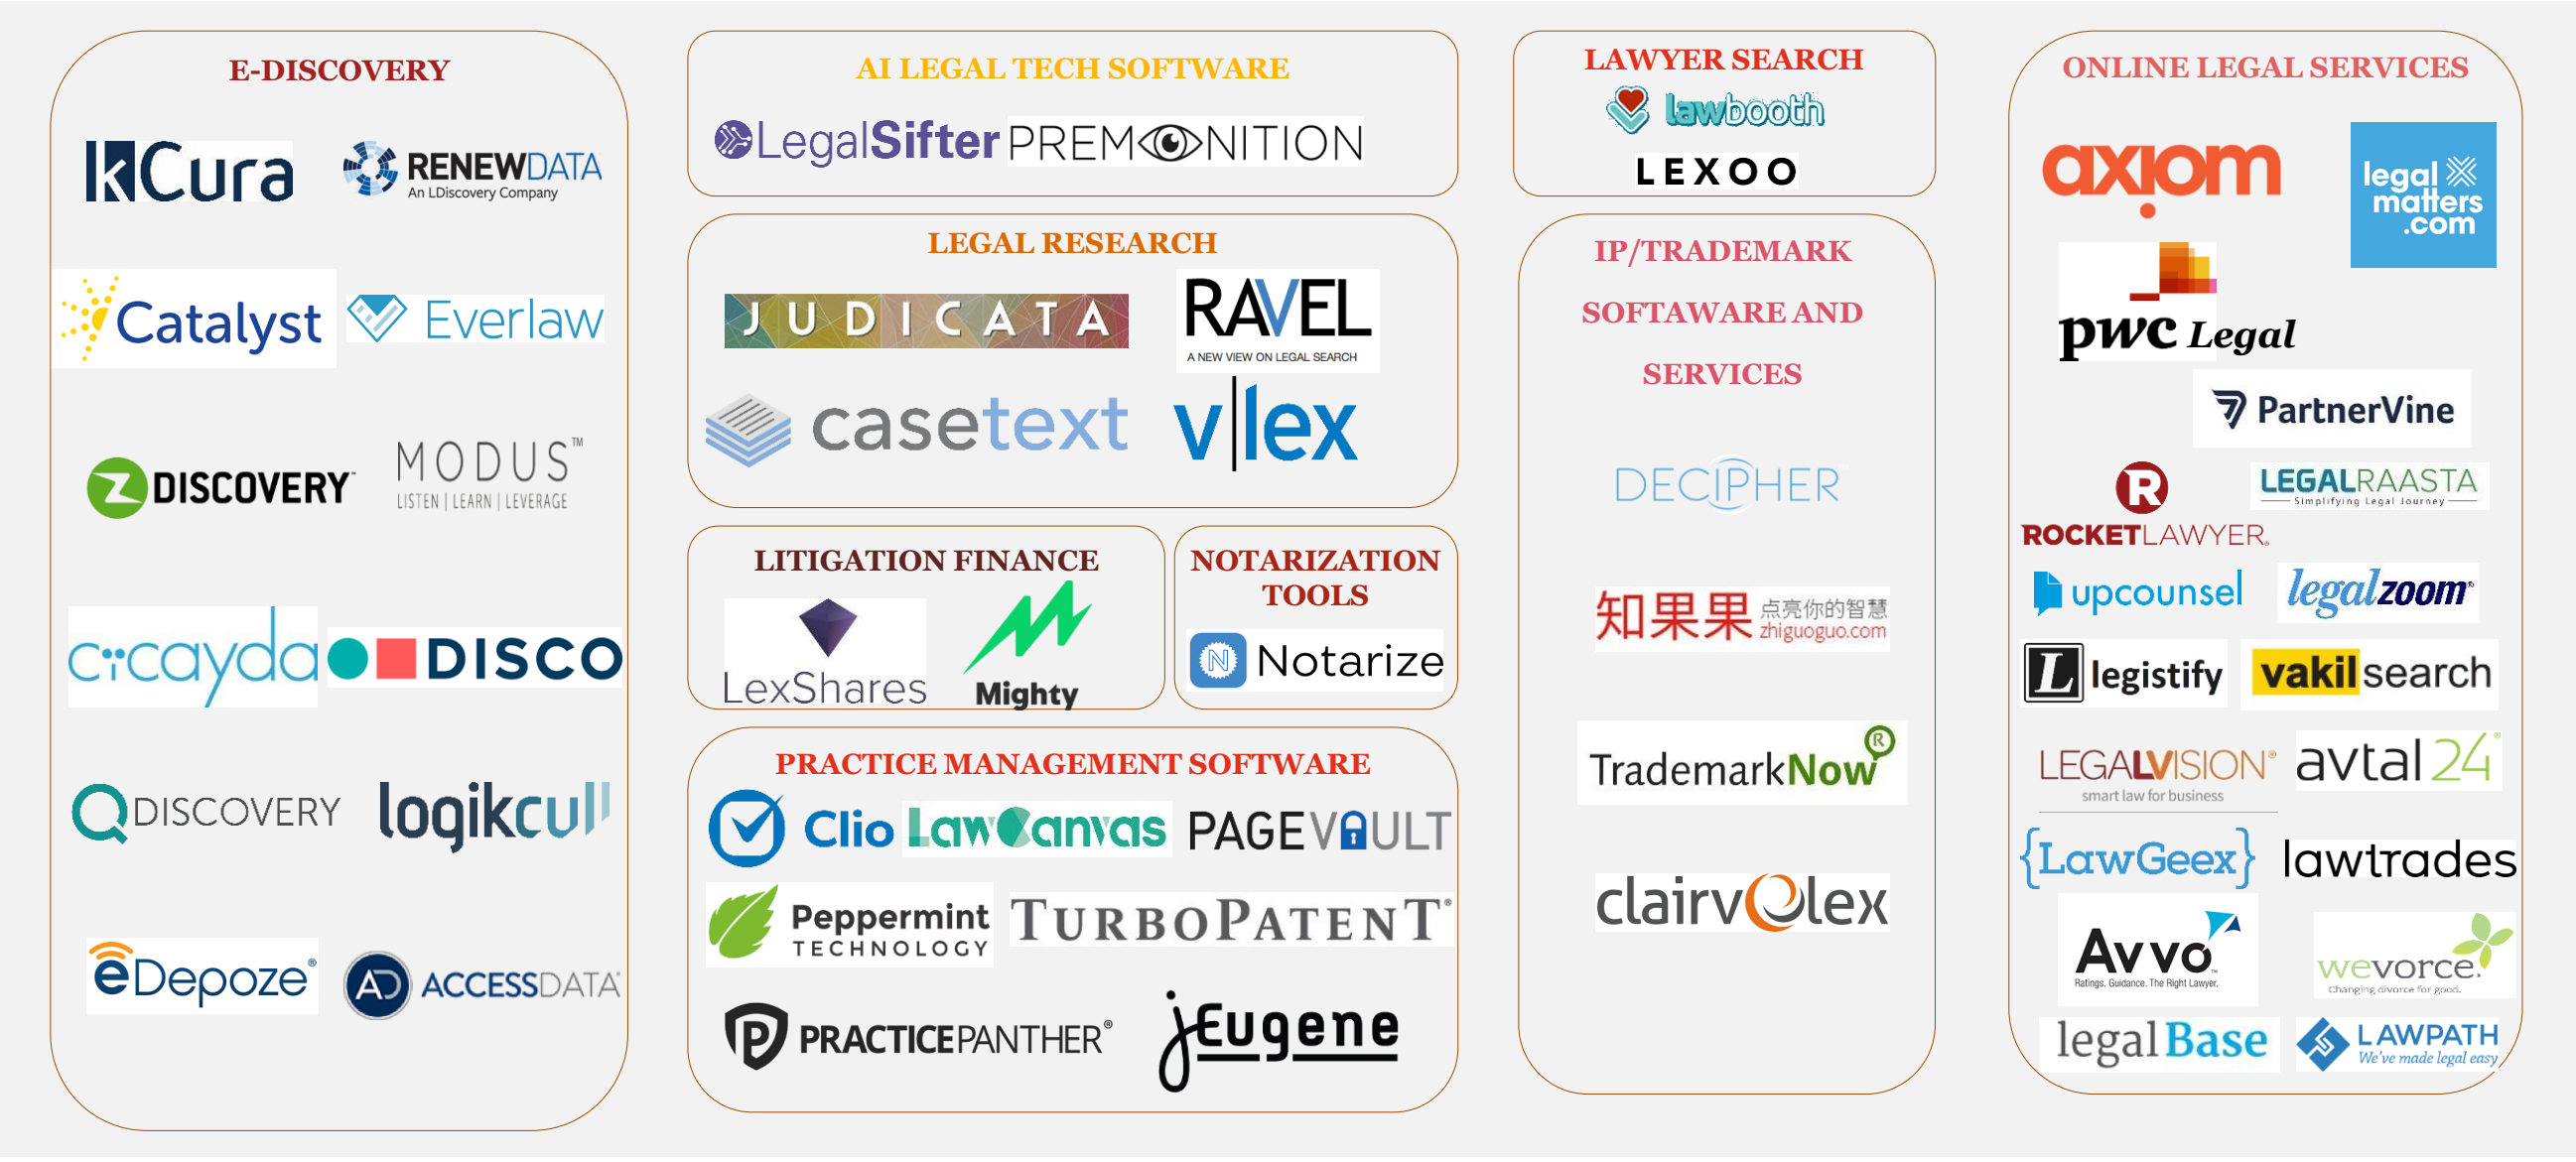 E-DISCOVERY
kCura
RENEWDATA
An LDiscovery Company
Catalyst
Everlaw
Z DISCOVERY™
MODUS™
LISTEN | LEARN | LEVERAGE
cicayda
DISCO
QDISCOVERY
logikcull
eDepoze®
AD ACCESSDATA®
AI LEGAL TECH SOFTWARE
LegalSifter
PREMONITION
LEGAL RESEARCH
JUDICATA
RAVEL
A NEW VIEW ON LEGAL SEARCH
casetext
v|lex
LITIGATION FINANCE
LexShares
Mighty
NOTARIZATION
TOOLS
N Notarize
PRACTICE MANAGEMENT SOFTWARE
Clio
LawCanvas
PAGEVAULT
Peppermint
TECHNOLOGY
TURBOPATENT®
P PRACTICEPANTHER®
jEugene
LAWYER SEARCH
lawbooth
LEXOO
IP/TRADEMARK
SOFTAWARE AND
SERVICES
DECIPHER
知果果 点亮你的智慧
zhiguoguo.com
TrademarkNow ®
clairvolex
ONLINE LEGAL SERVICES
axiom
legal
matters
.com
pwc Legal
PartnerVine
R
ROCKETLAWYER®
LEGALRAASTA
Simplifying Legal Journey
upcounsel
legalzoom®
L legistify
vakilsearch
LEGALVISION®
smart law for business
avtal24®
{LawGeex}
lawtrades
Avvo™
Ratings. Guidance. The Right Lawyer.
wevorce.
Changing divorce for good.
legalBase
LAWPATH
We've made legal easy